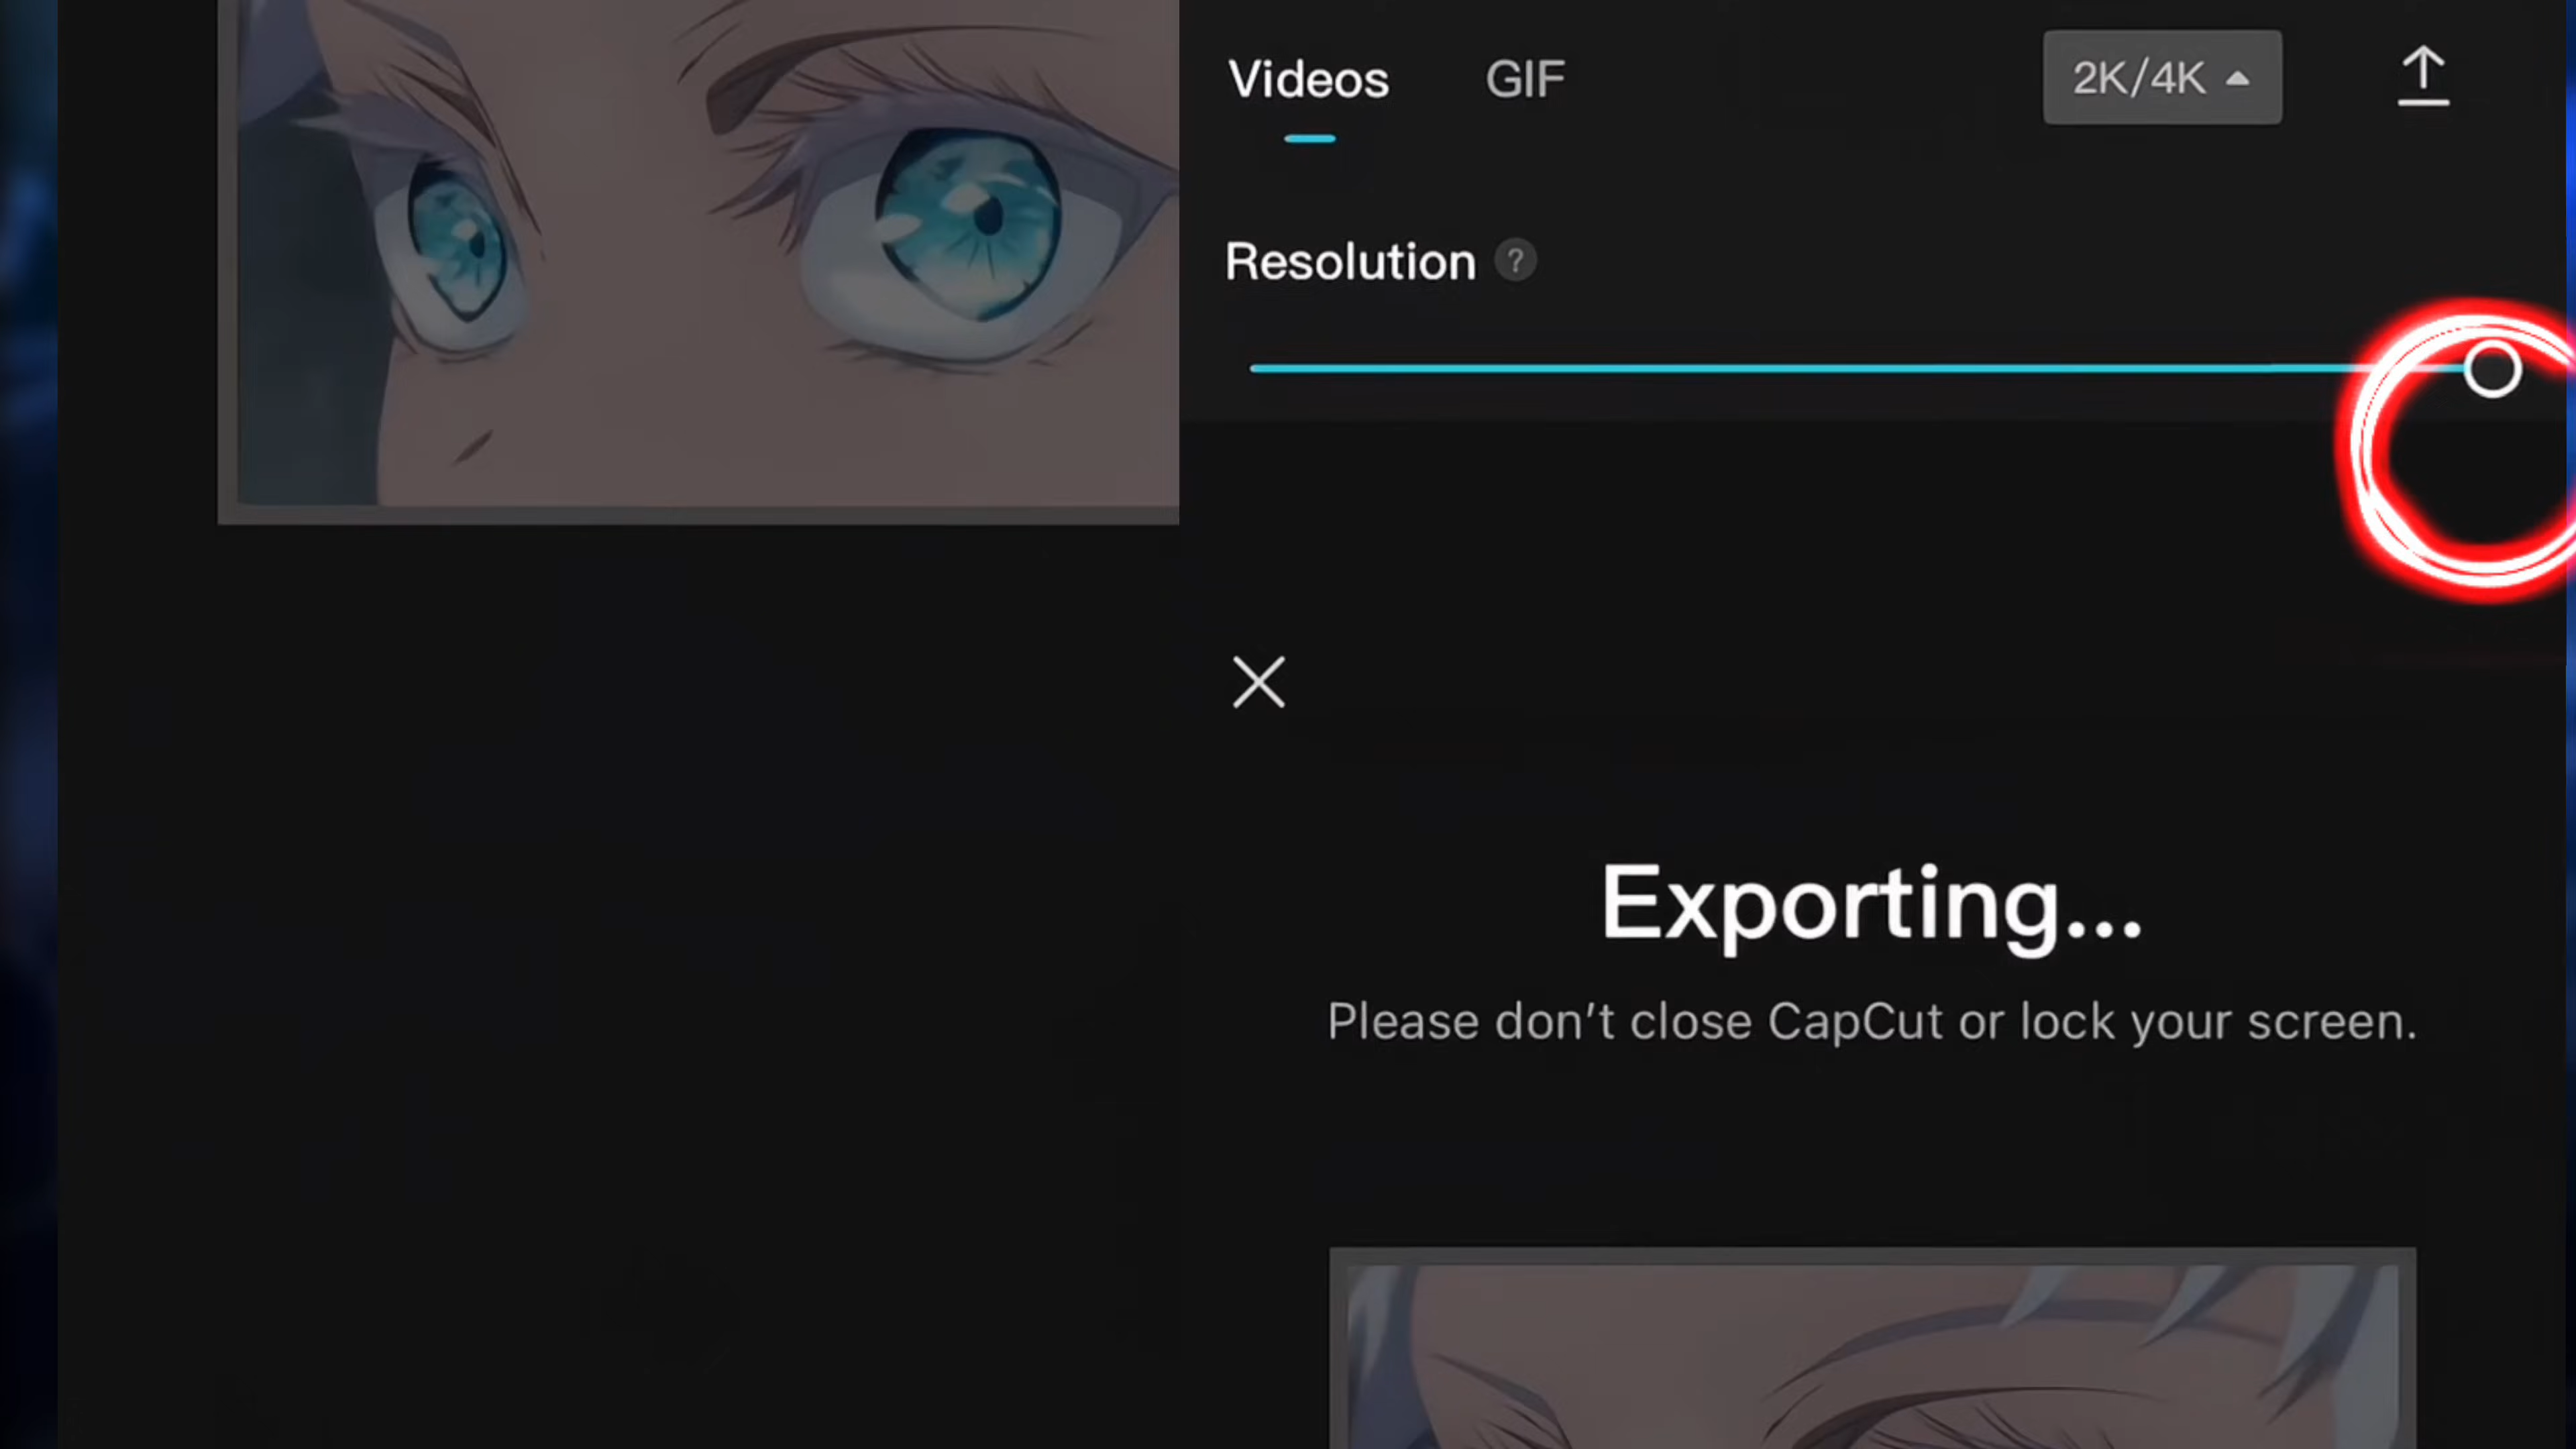 Videos GIF 2K/4K
Resolution ?
Exporting...
Please don't close CapCut or lock your screen.